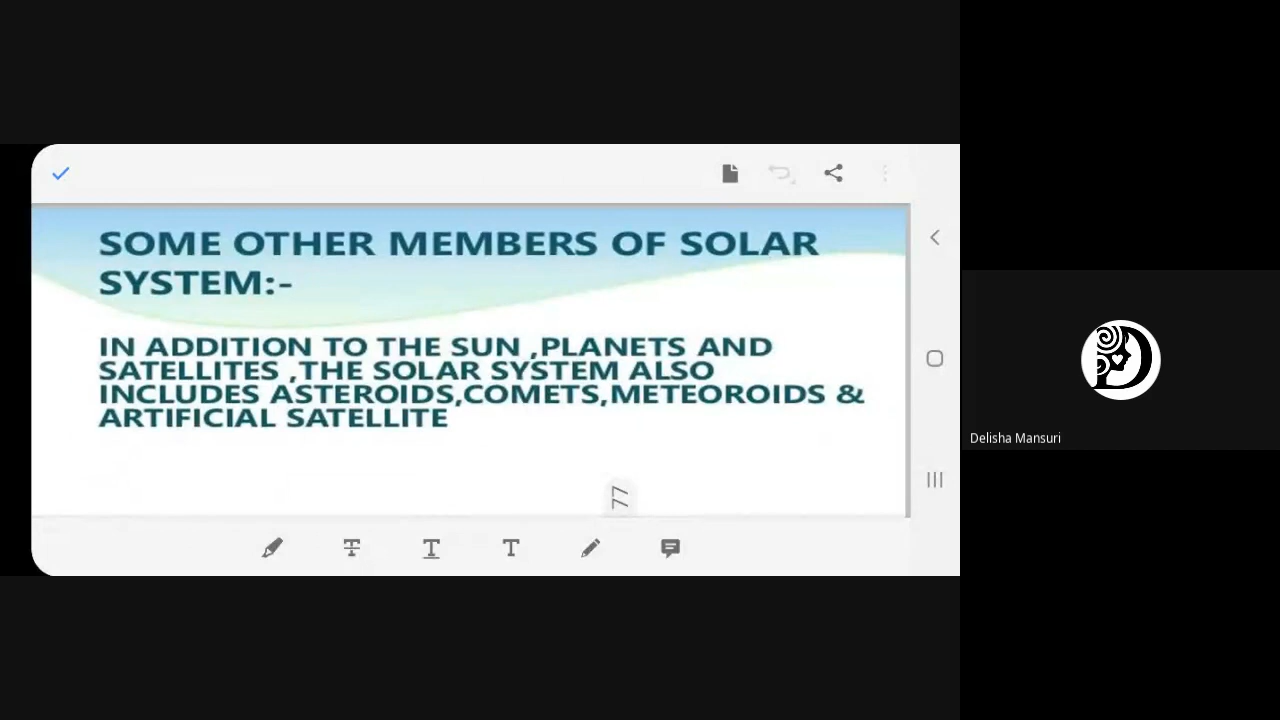 SOME OTHER MEMBERS OF SOLAR
SYSTEM:-
IN ADDITION TO THE SUN ,PLANETS AND
SATELLITES ,THE SOLAR SYSTEM ALSO
INCLUDES ASTEROIDS,COMETS,METEOROIDS &
ARTIFICIAL SATELLITE
77
Delisha Mansuri